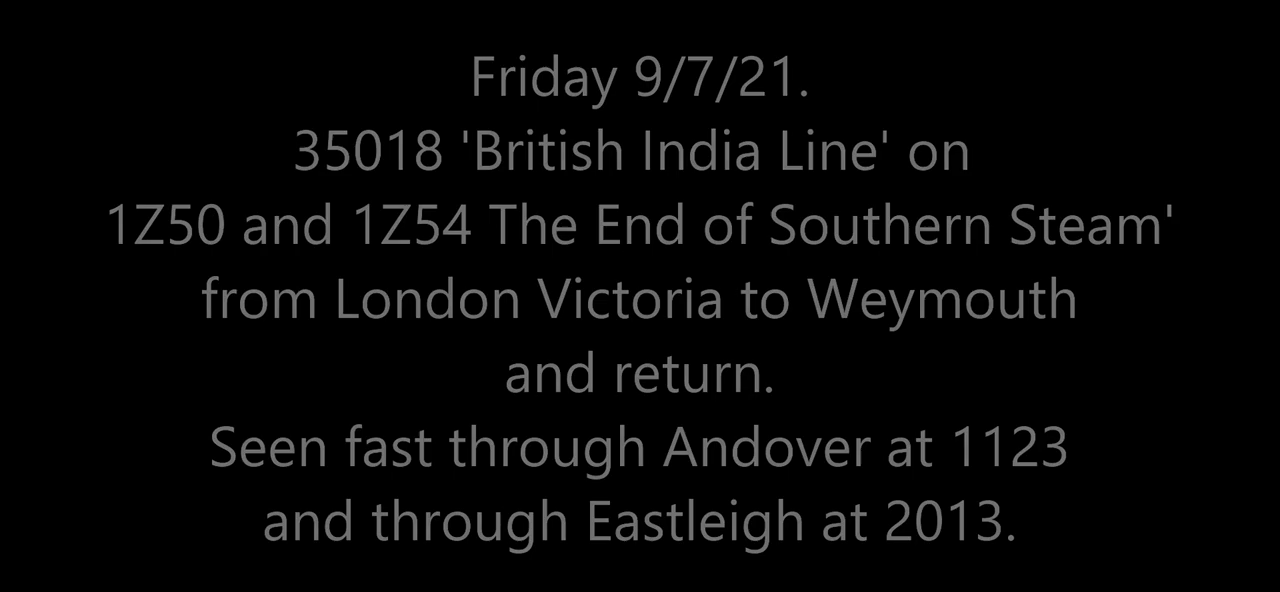 Friday 9/7/21.
35018 'British India Line' on
1Z50 and 1Z54 The End of Southern Steam'
from London Victoria to Weymouth
and return.
Seen fast through Andover at 1123
and through Eastleigh at 2013.